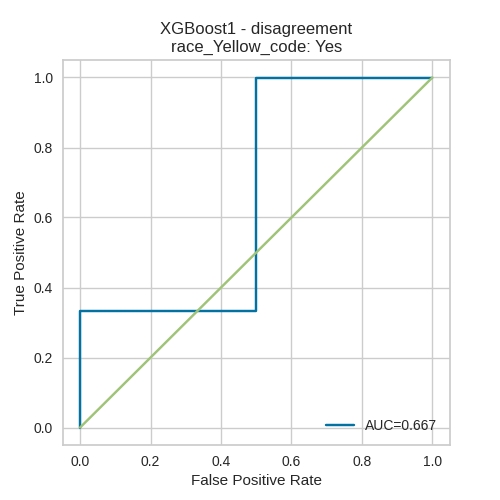 XGBoost1 - disagreement
race_Yellow_code: Yes
1.0
0.8
0.6
0.4
0.2
0.0
True Positive Rate
AUC=0.667
0.0 0.2 0.4 0.6 0.8 1.0
False Positive Rate